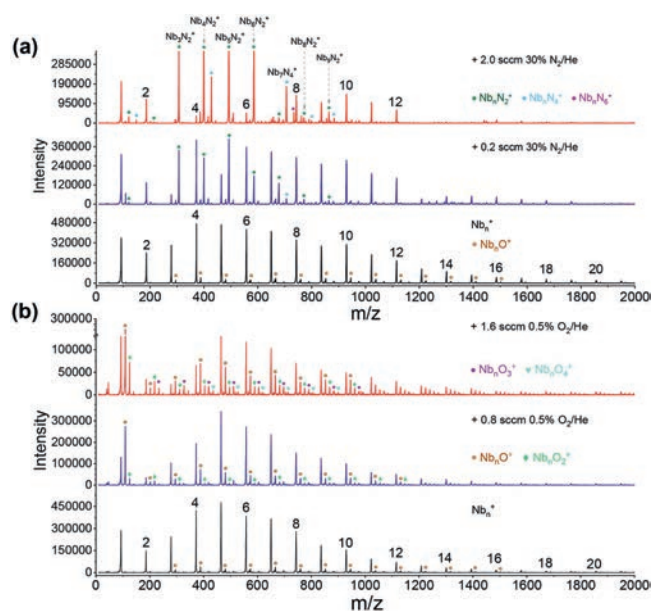 (a)
Nb₄N₂⁺ Nb₆N₂⁺
Nb₃N₂⁺ Nb₅N₂⁺ Nb₈N₂⁺
Nb₇N₄⁺
+ 2.0 sccm 30% N₂/He
285000
190000
95000
0
2 4 6 8 10 12
NbₙN₂⁺ NbₙN₄⁺ NbₙN₆⁺
+ 0.2 sccm 30% N₂/He
360000
240000
120000
0
Intensity
480000
320000
160000
0
2 4 6 8 10 12 14 16 18 20
Nbₙ⁺
NbₙO⁺
0 200 400 600 800 1000 1200 1400 1600 1800 2000
m/z
(b)
300000
100000
50000
0
+ 1.6 sccm 0.5% O₂/He
NbₙO₃⁺ NbₙO₄⁺
+ 0.8 sccm 0.5% O₂/He
300000
200000
100000
0
NbₙO⁺ NbₙO₂⁺
Intensity
450000
300000
150000
0
2 4 6 8 10 12 14 16 18 20
Nbₙ⁺
0 200 400 600 800 1000 1200 1400 1600 1800 2000
m/z